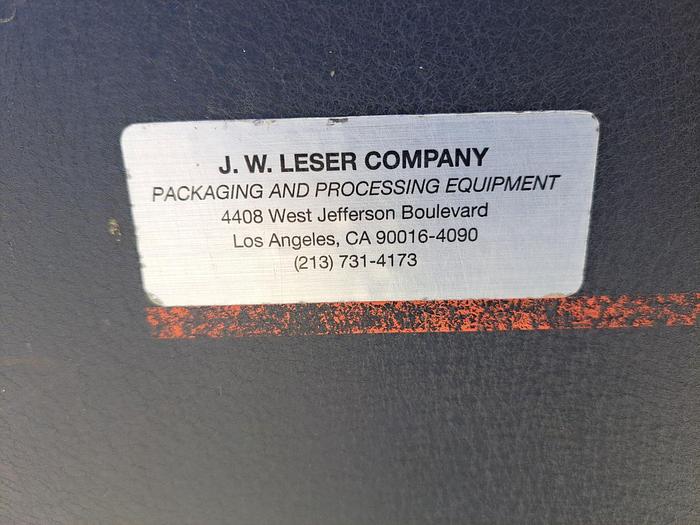 J. W. LESER COMPANY
PACKAGING AND PROCESSING EQUIPMENT
4408 West Jefferson Boulevard
Los Angeles, CA 90016-4090
(213) 731-4173